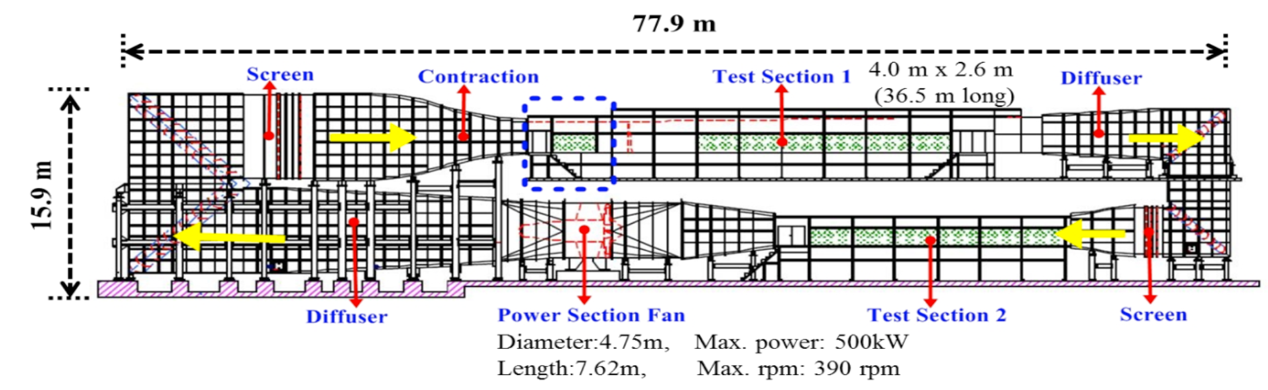 77.9 m
Screen
Contraction
Test Section 1
4.0 m x 2.6 m
(36.5 m long)
Diffuser
15.9 m
Diffuser
Power Section Fan
Test Section 2
Screen
Diameter:4.75m, Max. power: 500kW
Length:7.62m, Max. rpm: 390 rpm